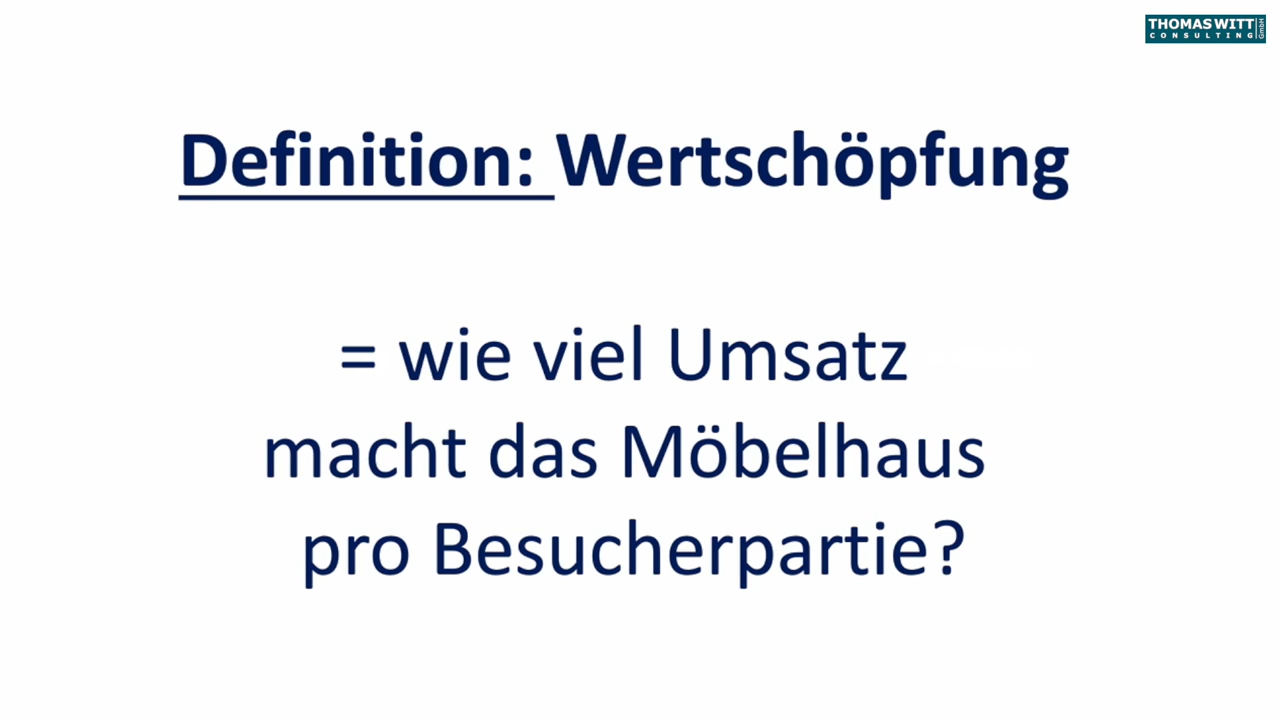 THOMAS WITT
CONSULTING
GmbH
Definition: Wertschöpfung
= wie viel Umsatz
macht das Möbelhaus
pro Besucherpartie?